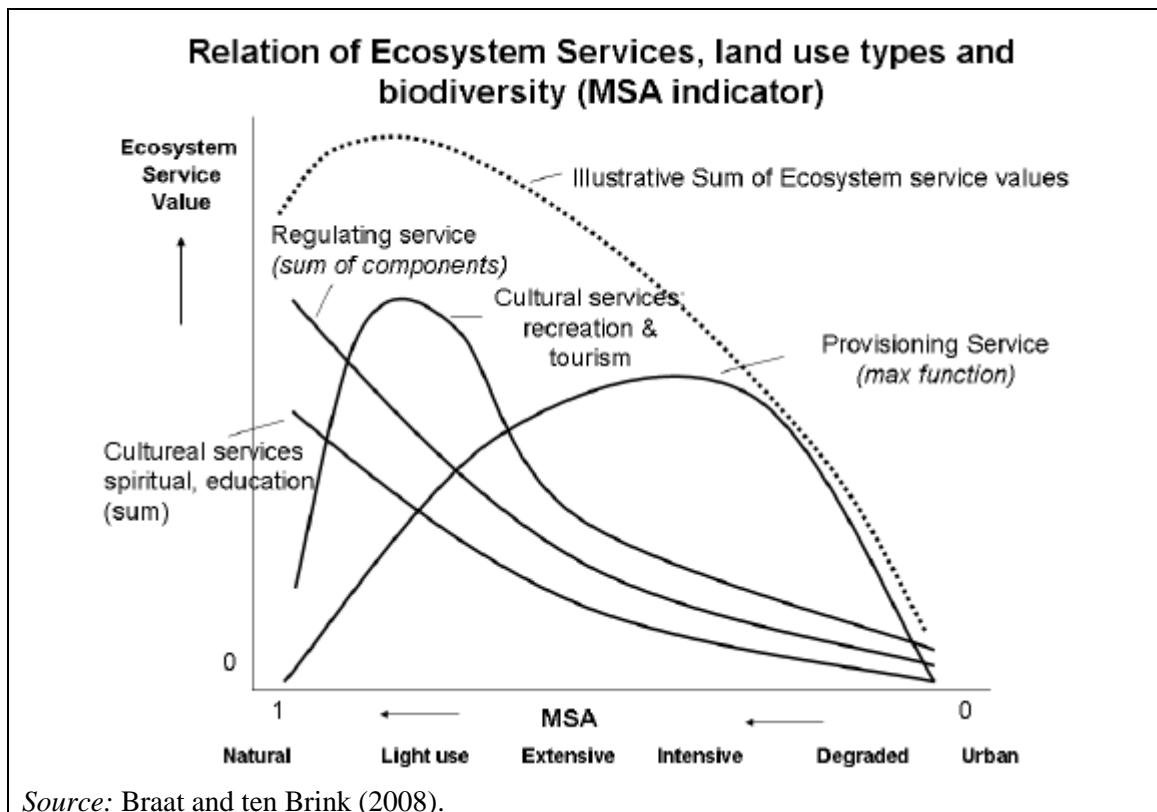 Relation of Ecosystem Services, land use types and
biodiversity (MSA indicator)
Ecosystem
Service
Value
Illustrative Sum of Ecosystem service values
Regulating service
(sum of components)
Cultural services:
recreation &
tourism
Provisioning Service
(max function)
Cultureal services
spiritual, education
(sum)
0
1
MSA
0
Natural Light use Extensive Intensive Degraded Urban
Source: Braat and ten Brink (2008).